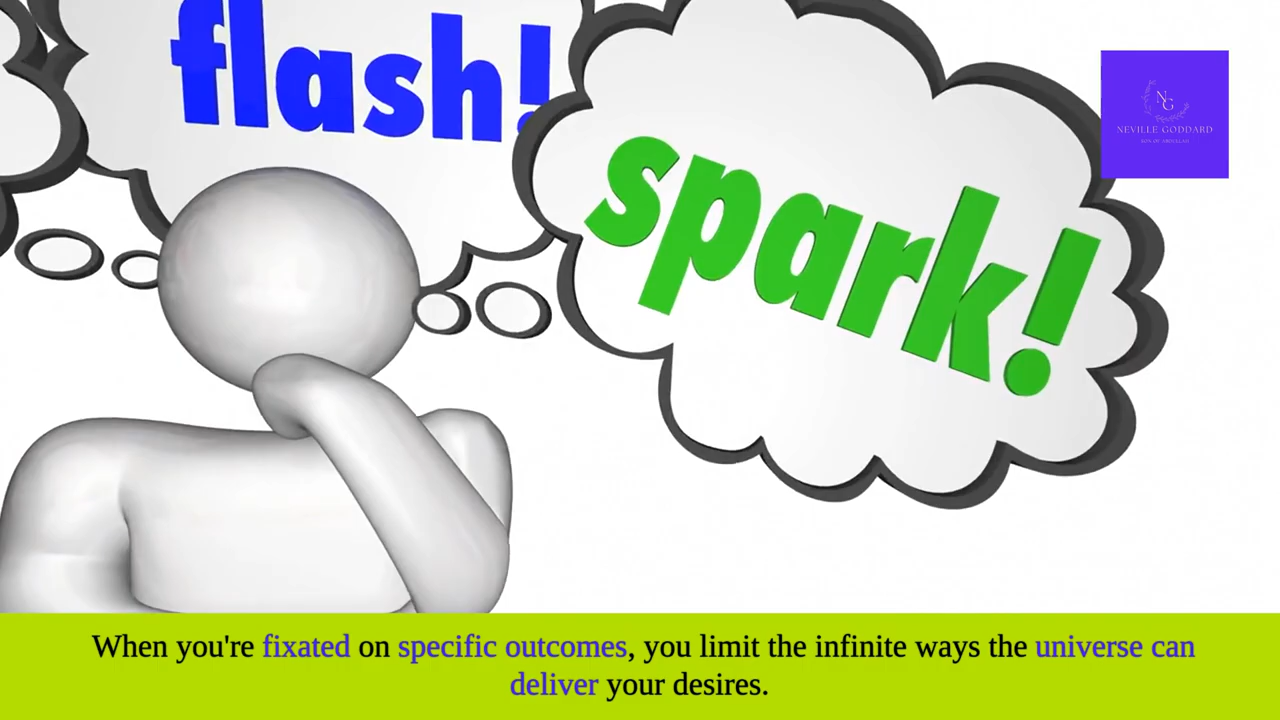 flash!
spark!
NG
NEVILLE GODDARD
When you're fixated on specific outcomes, you limit the infinite ways the universe can
deliver your desires.